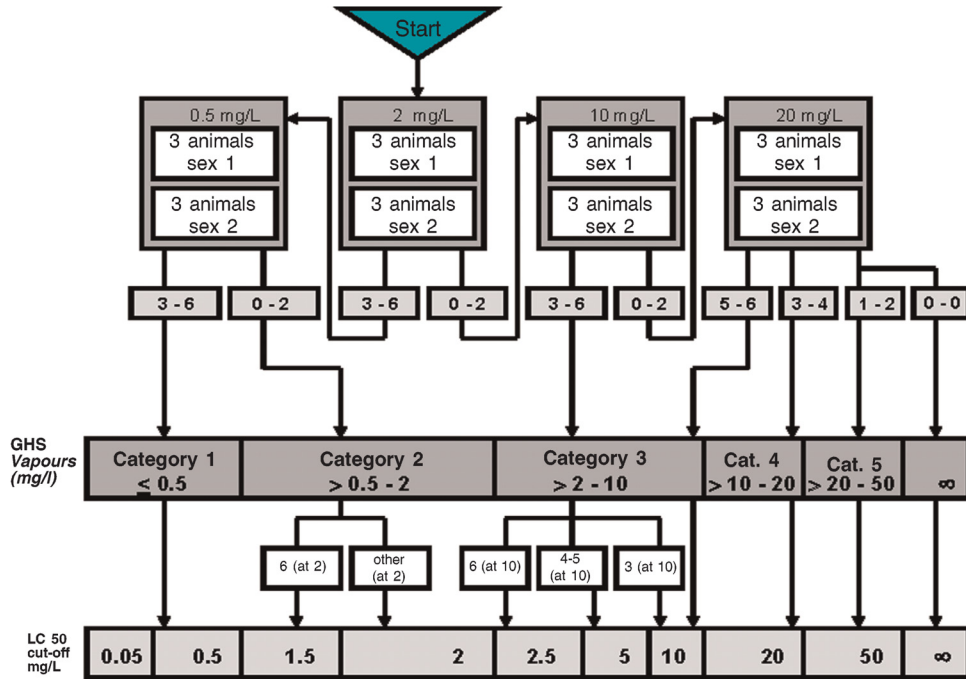 Start
0.5 mg/L
2 mg/L
10 mg/L
20 mg/L
3 animals
sex 1
3 animals
sex 1
3 animals
sex 1
3 animals
sex 1
3 animals
sex 2
3 animals
sex 2
3 animals
sex 2
3 animals
sex 2
3 - 6
0 - 2
3 - 6
0 - 2
3 - 6
0 - 2
5 - 6
3 - 4
1 - 2
0 - 0
GHS
Vapours
(mg/l)
Category 1
≤ 0.5
Category 2
> 0.5 - 2
Category 3
> 2 - 10
Cat. 4
> 10 - 20
Cat. 5
> 20 - 50
∞
6 (at 2)
other
(at 2)
6 (at 10)
4-5
(at 10)
3 (at 10)
LC 50
cut-off
mg/L
0.05
0.5
1.5
2
2.5
5
10
20
50
∞